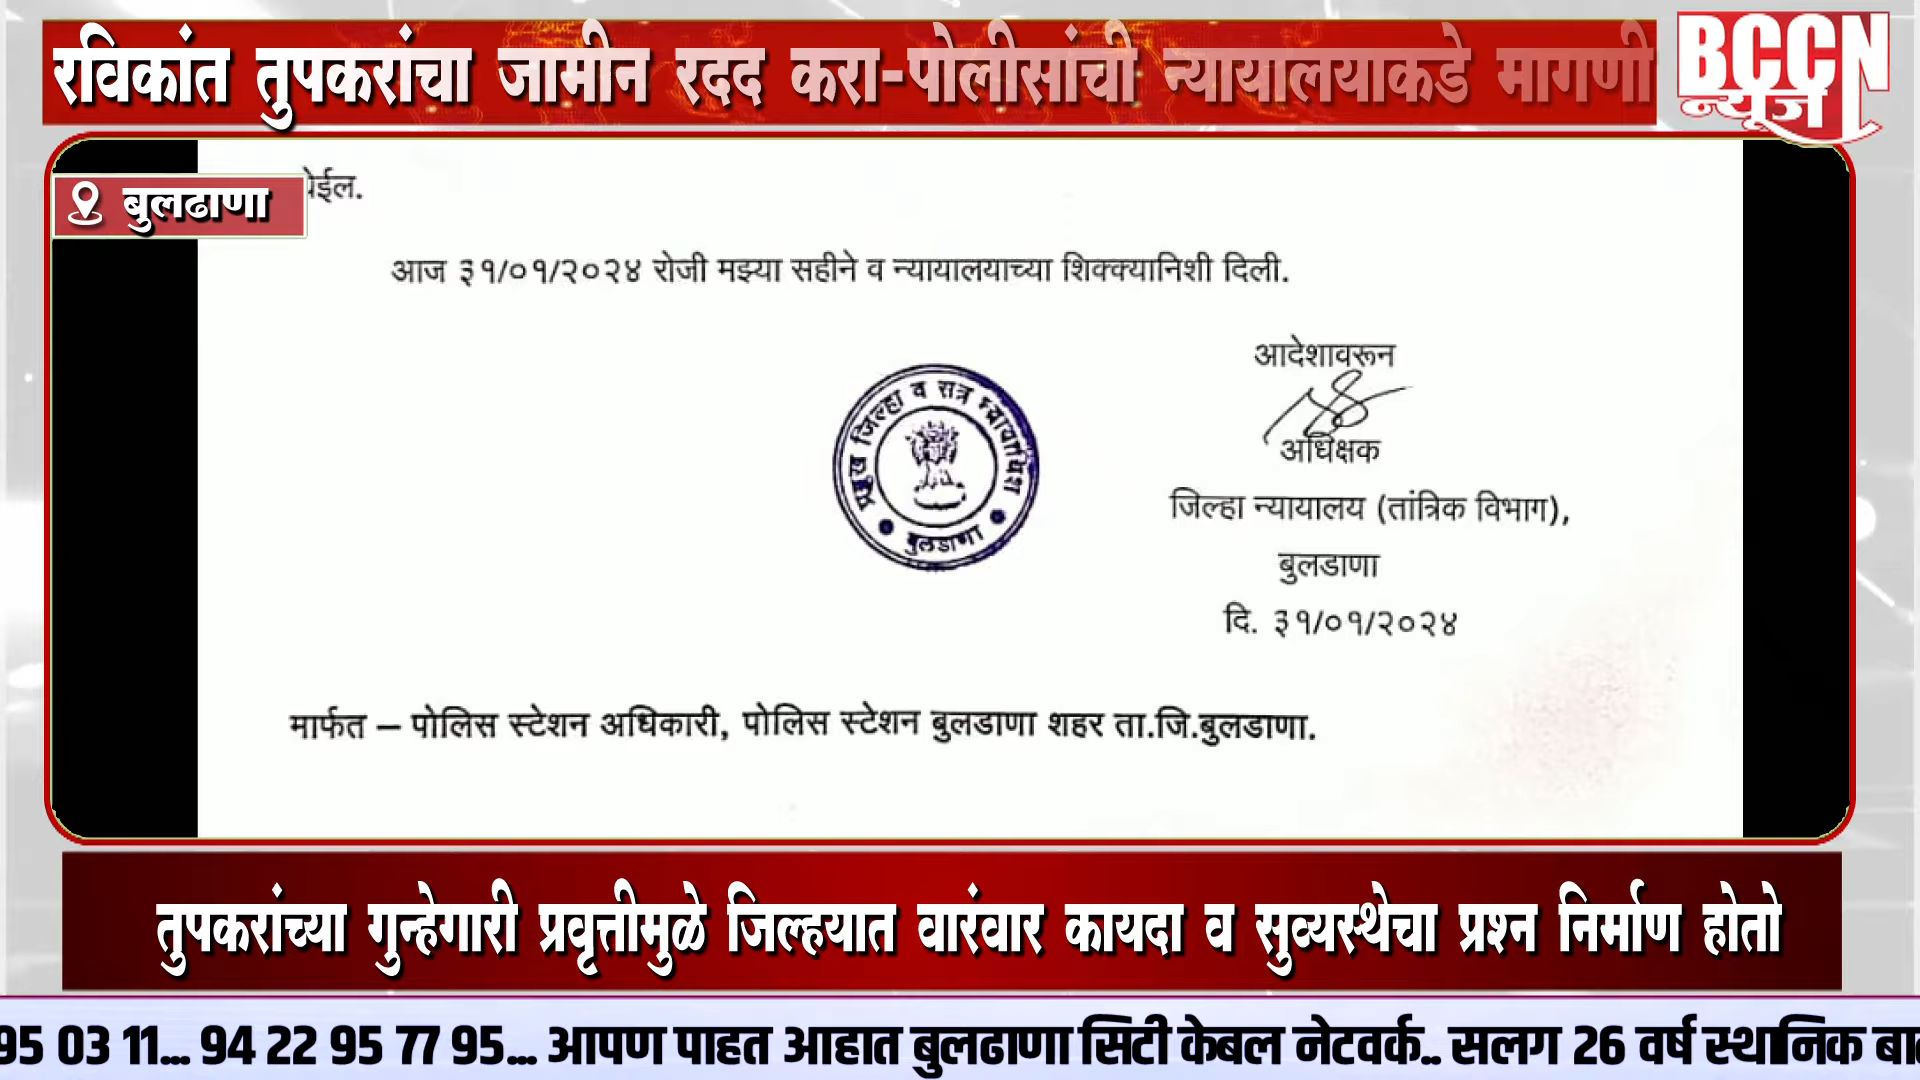 रविकांत तुपकरांचा जामीन रदद करा-पोलीसांची न्यायालयाकडे मागणी
BCCN
न्यूज
येईल.
बुलढाणा
आज ३१/०१/२०२४ रोजी मझ्या सहीने व न्यायालयाच्या शिक्क्यानिशी दिली.
आदेशावरून
अधिक्षक
जिल्हा न्यायालय (तांत्रिक विभाग),
बुलडाणा
दि. ३१/०१/२०२४
प्रमुख जिल्हा व सत्र न्यायाधिश
बुलडाणा
मार्फत – पोलिस स्टेशन अधिकारी, पोलिस स्टेशन बुलडाणा शहर ता.जि.बुलडाणा.
तुपकरांच्या गुन्हेगारी प्रवृत्तीमुळे जिल्हयात वारंवार कायदा व सुव्यस्थेचा प्रश्न निर्माण होतो
95 03 11... 94 22 95 77 95... आपण पाहत आहात बुलढाणा सिटी केबल नेटवर्क.. सलग 26 वर्ष स्थानिक